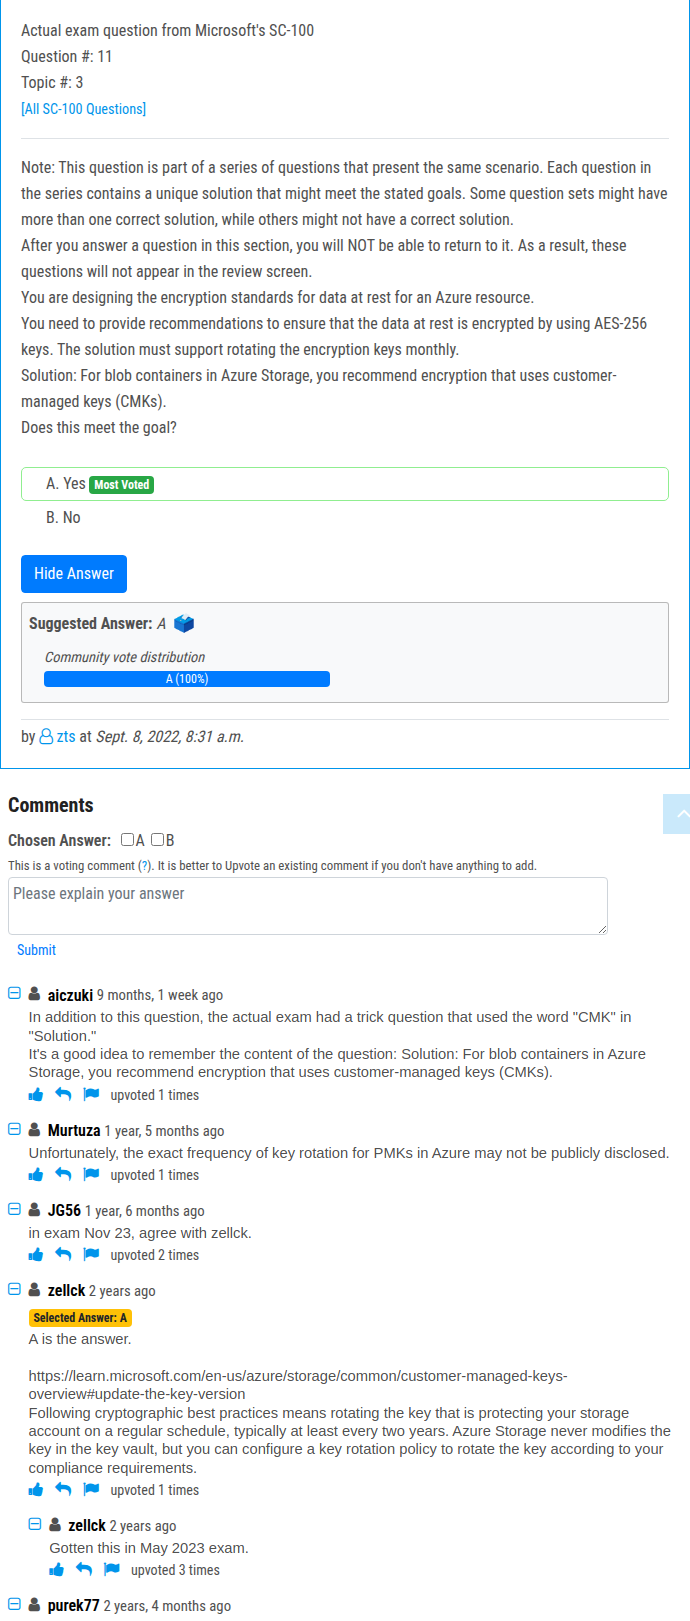 Actual exam question from Microsoft's SC-100
Question #: 11
Topic #: 3
[All SC-100 Questions]
Note: This question is part of a series of questions that present the same scenario. Each question in
the series contains a unique solution that might meet the stated goals. Some question sets might have
more than one correct solution, while others might not have a correct solution.
After you answer a question in this section, you will NOT be able to return to it. As a result, these
questions will not appear in the review screen.
You are designing the encryption standards for data at rest for an Azure resource.
You need to provide recommendations to ensure that the data at rest is encrypted by using AES-256
keys. The solution must support rotating the encryption keys monthly.
Solution: For blob containers in Azure Storage, you recommend encryption that uses customer-
managed keys (CMKs).
Does this meet the goal?
A. Yes Most Voted
B. No
Hide Answer
Suggested Answer: A
Community vote distribution
A (100%)
by zts at Sept. 8, 2022, 8:31 a.m.
Comments
Chosen Answer: A B
This is a voting comment (?). It is better to Upvote an existing comment if you don't have anything to add.
Please explain your answer
Submit
aiczuki 9 months, 1 week ago
In addition to this question, the actual exam had a trick question that used the word "CMK" in
"Solution."
It's a good idea to remember the content of the question: Solution: For blob containers in Azure
Storage, you recommend encryption that uses customer-managed keys (CMKs).
upvoted 1 times
Murtuza 1 year, 5 months ago
Unfortunately, the exact frequency of key rotation for PMKs in Azure may not be publicly disclosed.
upvoted 1 times
JG56 1 year, 6 months ago
in exam Nov 23, agree with zellck.
upvoted 2 times
zellck 2 years ago
Selected Answer: A
A is the answer.
https://learn.microsoft.com/en-us/azure/storage/common/customer-managed-keys-
overview#update-the-key-version
Following cryptographic best practices means rotating the key that is protecting your storage
account on a regular schedule, typically at least every two years. Azure Storage never modifies the
key in the key vault, but you can configure a key rotation policy to rotate the key according to your
compliance requirements.
upvoted 1 times
zellck 2 years ago
Gotten this in May 2023 exam.
upvoted 3 times
purek77 2 years, 4 months ago